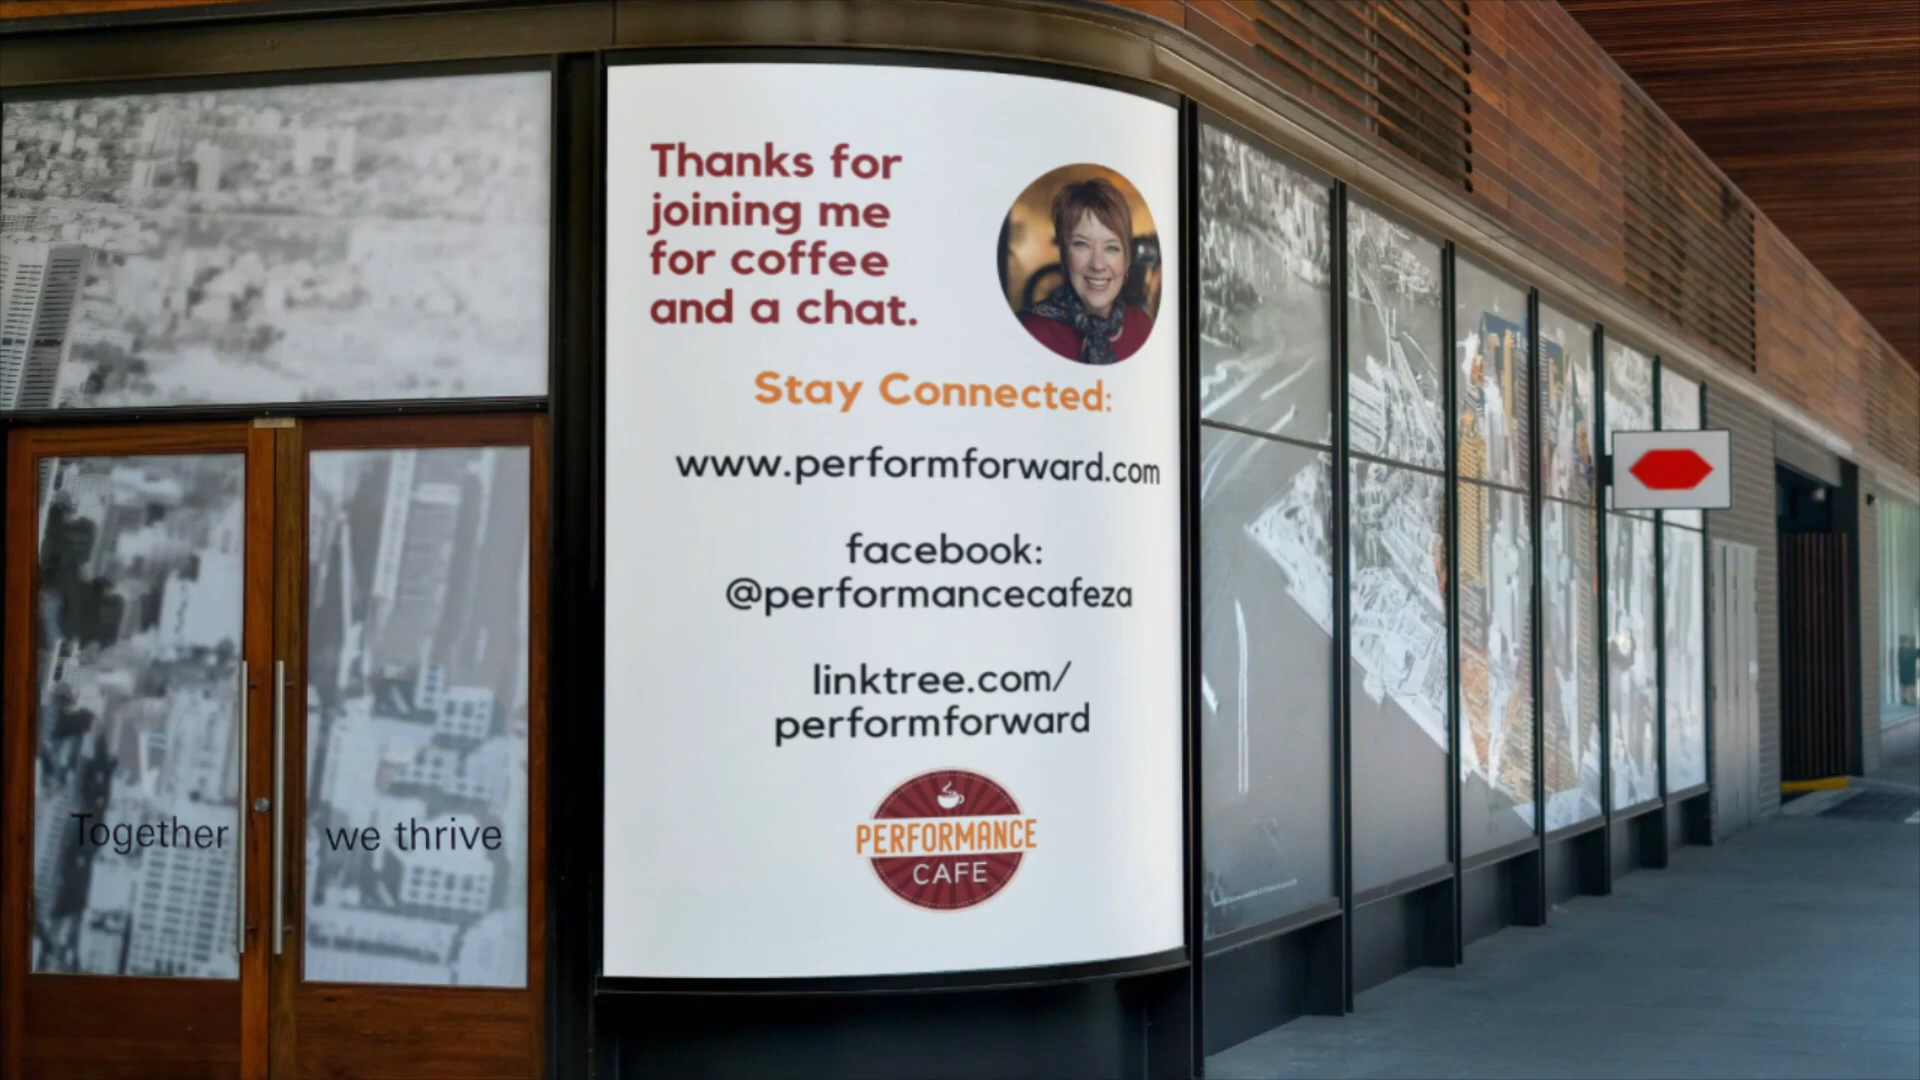 Thanks for
joining me
for coffee
and a chat.
Stay Connected:
www.performforward.com
facebook:
@performancecafeza
linktree.com/
performforward
PERFORMANCE
CAFE
Together we thrive